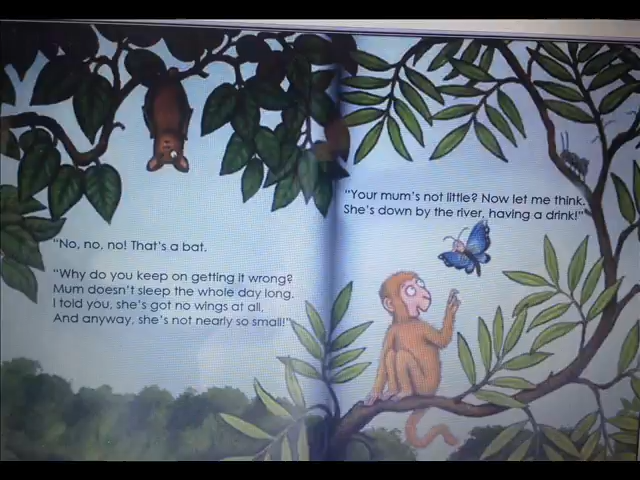 "No, no, no! That's a bat.
"Why do you keep on getting it wrong?
Mum doesn't sleep the whole day long.
I told you, she's got no wings at all,
And anyway, she's not nearly so small!"
"Your mum's not little? Now let me think.
She's down by the river, having a drink!"